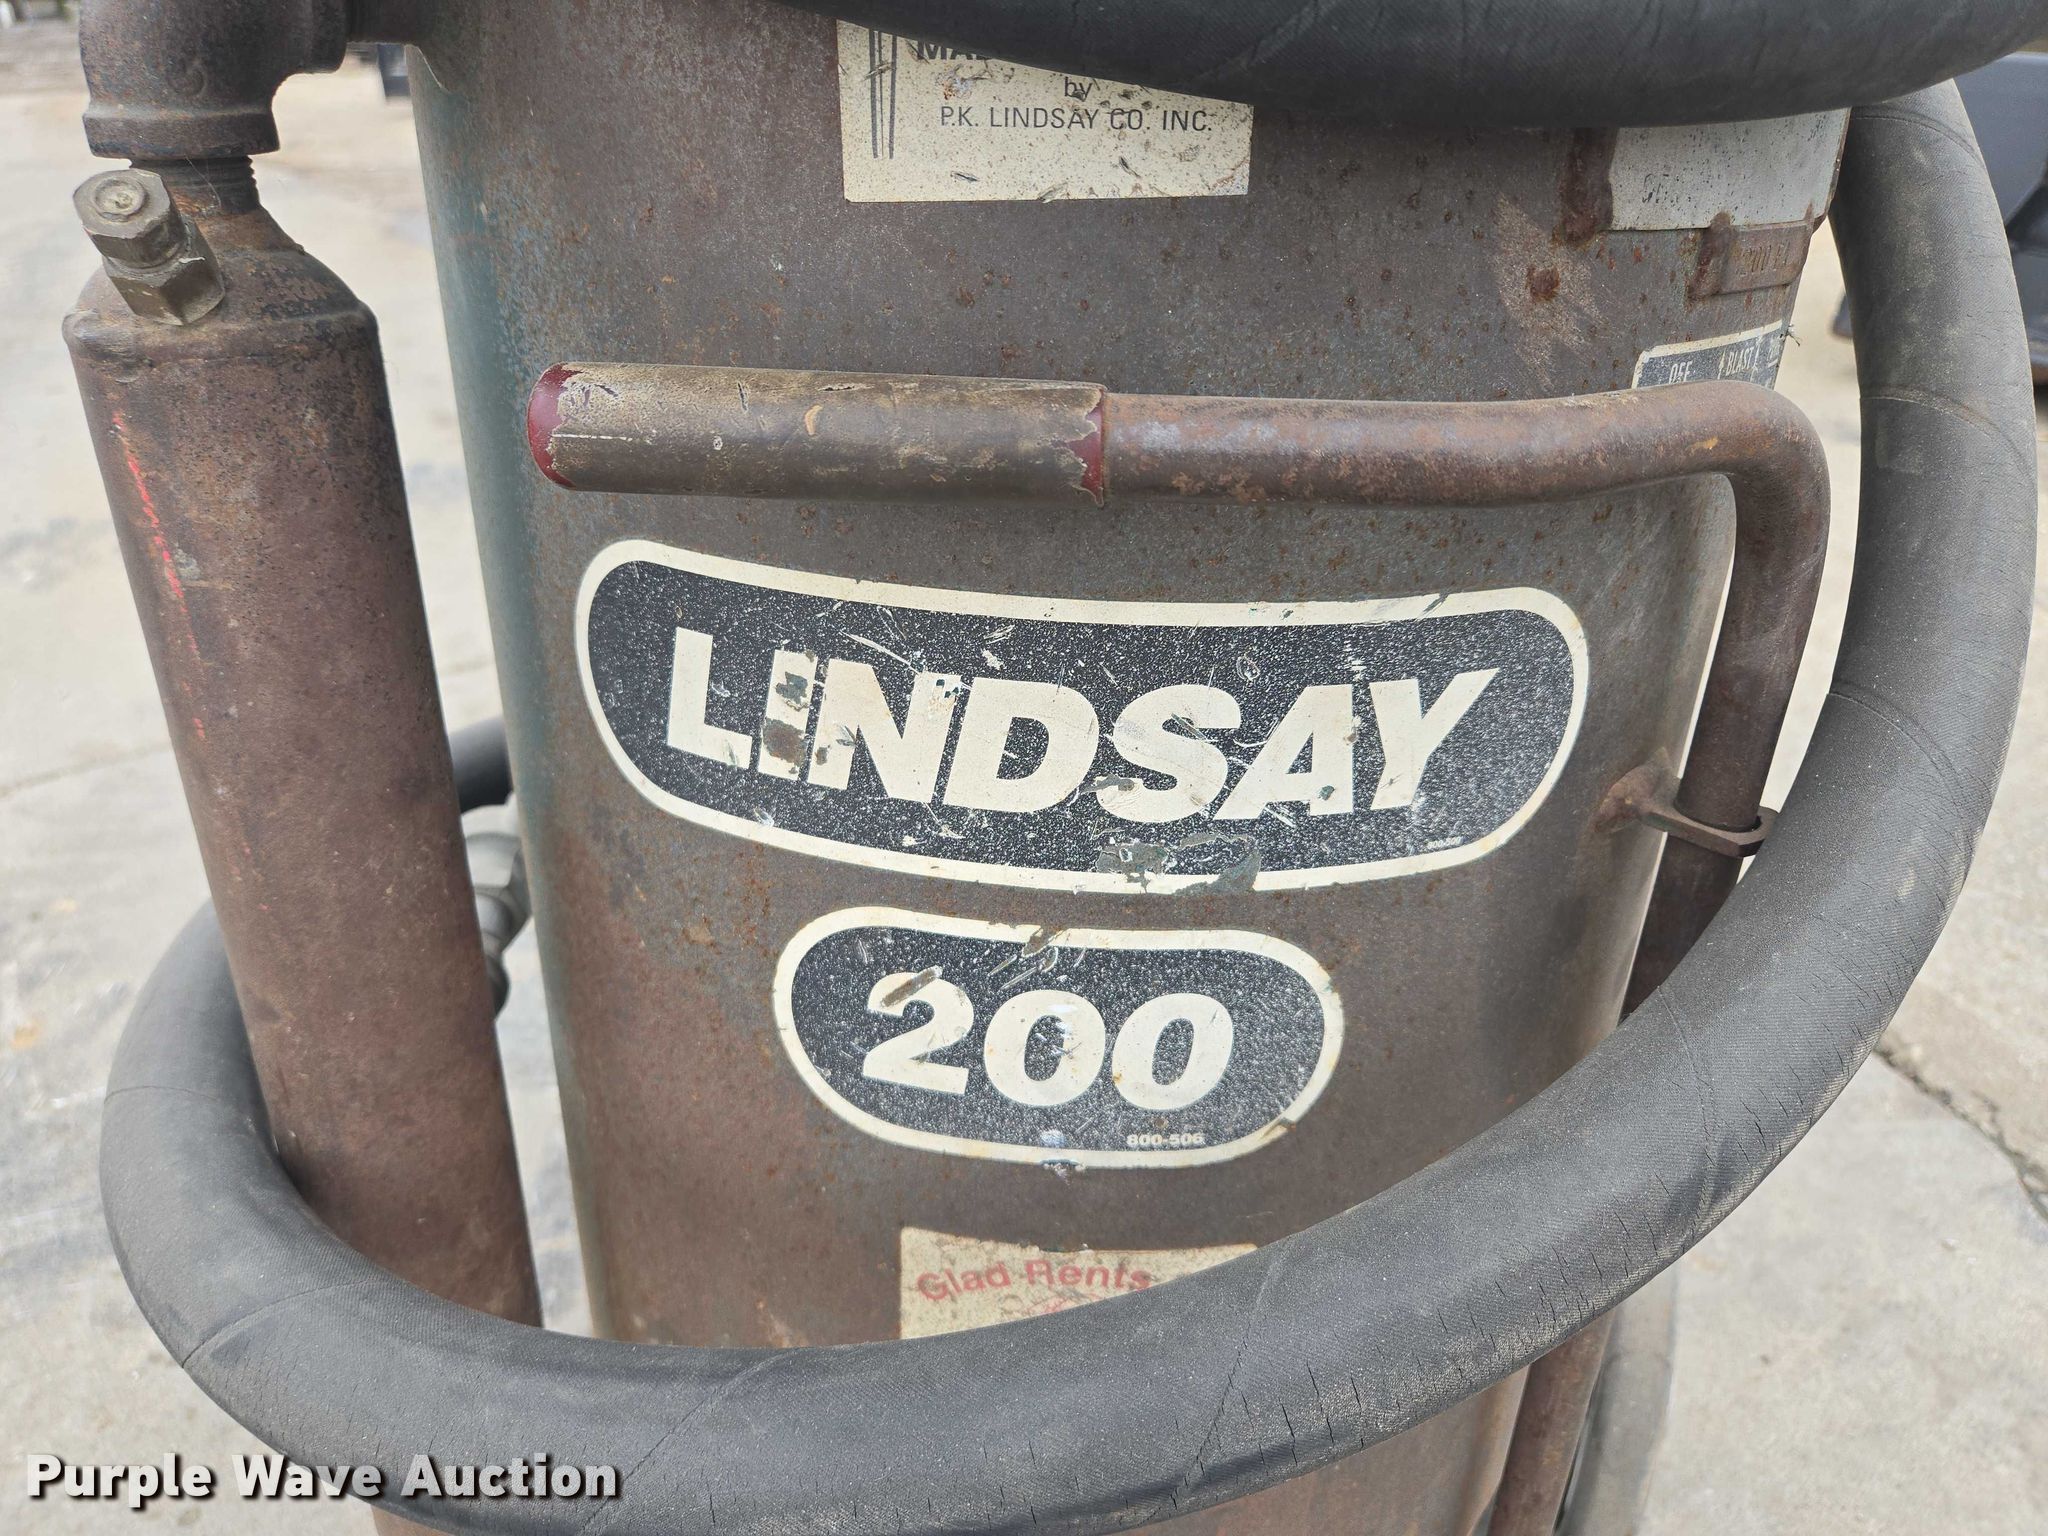 by
P.K. LINDSAY CO. INC.
OFF
BLAST
LINDSAY
200
800-506
Glad Rents
Purple Wave Auction